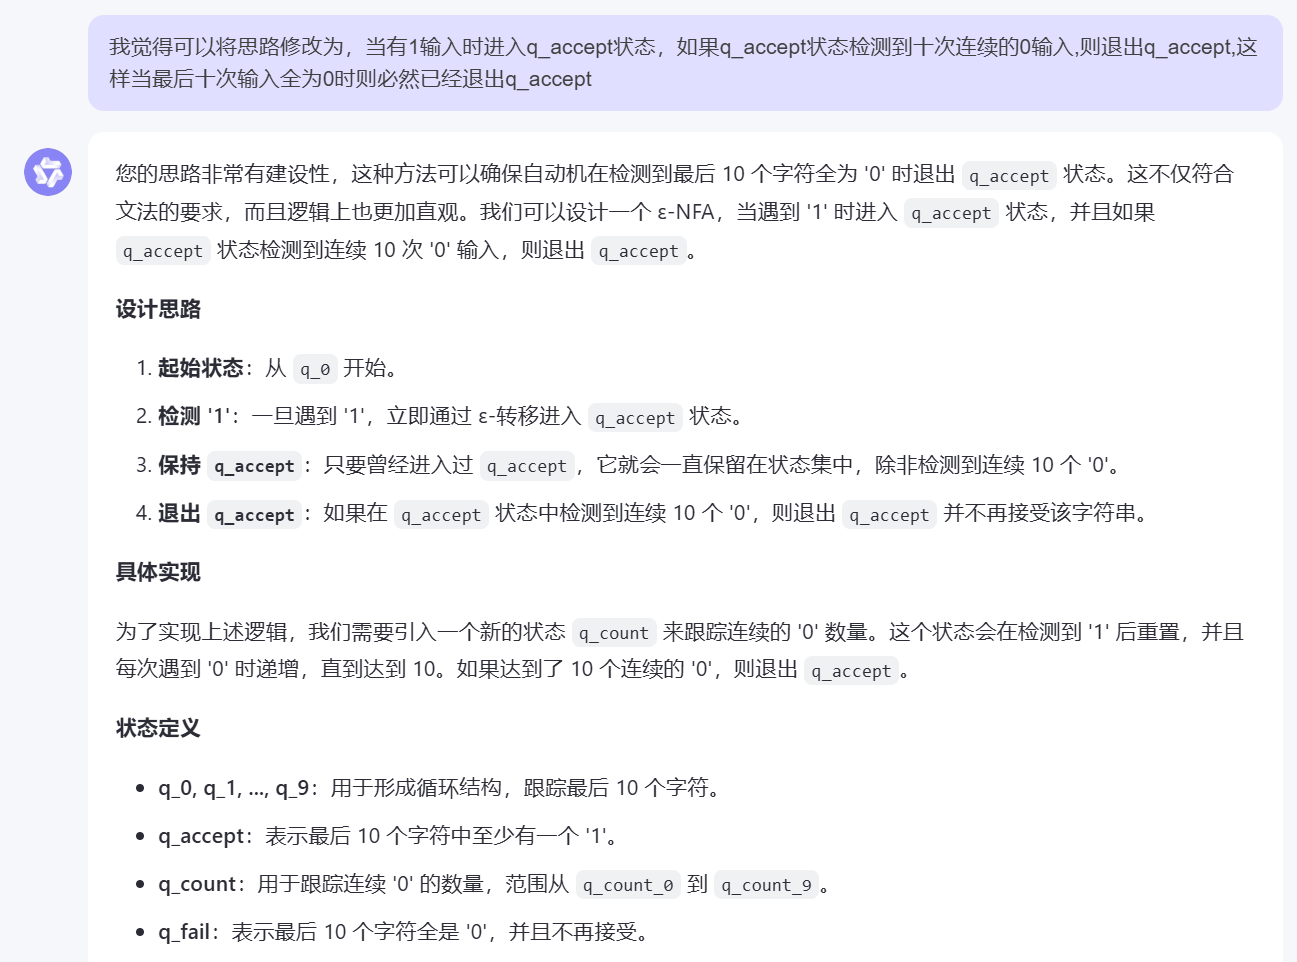 我觉得可以将思路修改为，当有1输入时进入q_accept状态，如果q_accept状态检测到十次连续的0输入,则退出q_accept,这
样当最后十次输入全为0时则必然已经退出q_accept
您的思路非常有建设性，这种方法可以确保自动机在检测到最后 10 个字符全为 '0' 时退出 q_accept 状态。这不仅符合
文法的要求，而且逻辑上也更加直观。我们可以设计一个 ε-NFA，当遇到 '1' 时进入 q_accept 状态，并且如果
q_accept 状态检测到连续 10 次 '0' 输入，则退出 q_accept 。
设计思路
1. 起始状态：从 q_0 开始。
2. 检测 '1'：一旦遇到 '1'，立即通过 ε-转移进入 q_accept 状态。
3. 保持 q_accept ：只要曾经进入过 q_accept ，它就会一直保留在状态集中，除非检测到连续 10 个 '0'。
4. 退出 q_accept ：如果在 q_accept 状态中检测到连续 10 个 '0'，则退出 q_accept 并不再接受该字符串。
具体实现
为了实现上述逻辑，我们需要引入一个新的状态 q_count 来跟踪连续的 '0' 数量。这个状态会在检测到 '1' 后重置，并且
每次遇到 '0' 时递增，直到达到 10。如果达到了 10 个连续的 '0'，则退出 q_accept 。
状态定义
• q_0, q_1, ..., q_9：用于形成循环结构，跟踪最后 10 个字符。
• q_accept：表示最后 10 个字符中至少有一个 '1'。
• q_count：用于跟踪连续 '0' 的数量，范围从 q_count_0 到 q_count_9 。
• q_fail：表示最后 10 个字符全是 '0'，并且不再接受。